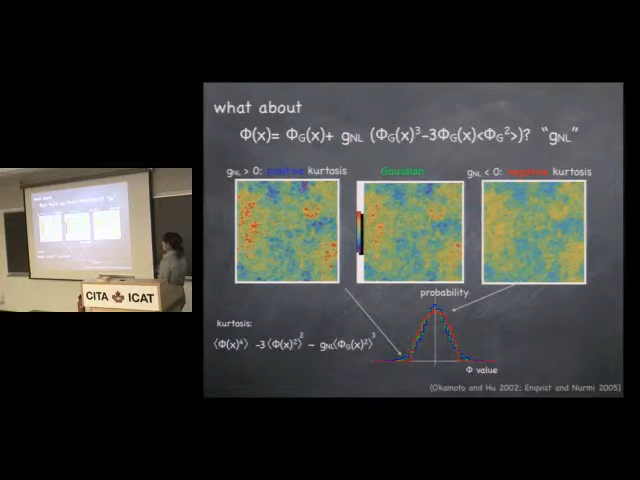 what about
Φ(x)= Φ_G(x)+ g_NL (Φ_G(x)³-3Φ_G(x)<Φ_G²>)? "g_NL"
g_NL > 0: positive kurtosis
Gaussian
g_NL < 0: negative kurtosis
probability
kurtosis:
⟨Φ(x)⁴⟩ -3⟨Φ(x)²⟩² ~ g_NL⟨Φ_G(x)²⟩³
Φ value
(Okamoto and Hu 2002; Enqvist and Nurmi 2005)
CITA ICAT